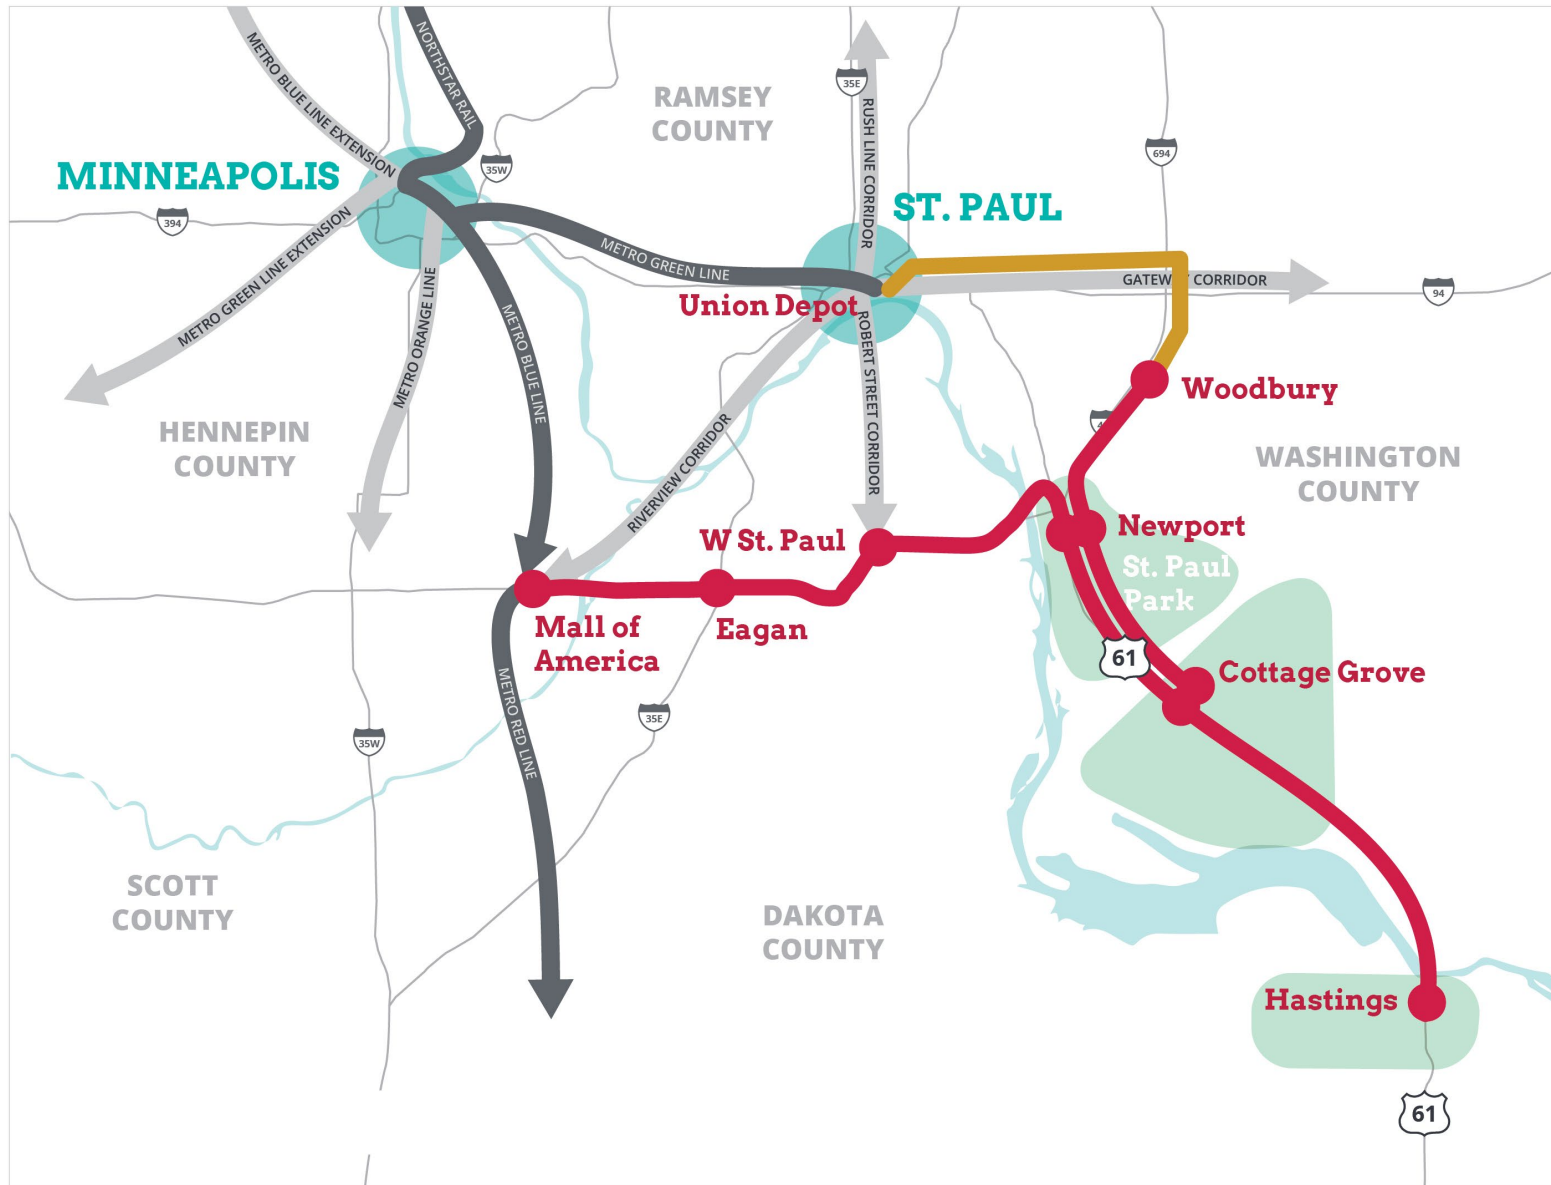 METRO BLUE LINE EXTENSION
NORTHSTAR RAIL
RAMSEY
COUNTY
35E
RUSH LINE CORRIDOR
694
35W
MINNEAPOLIS
394
METRO GREEN LINE EXTENSION
METRO ORANGE LINE
METRO GREEN LINE
ST. PAUL
Union Depot
GATEWAY CORRIDOR
94
METRO BLUE LINE
ROBERT STREET CORRIDOR
RIVERVIEW CORRIDOR
Woodbury
HENNEPIN
COUNTY
WASHINGTON
COUNTY
W St. Paul
Newport
St. Paul
Park
Mall of
America
Eagan
61
Cottage Grove
METRO RED LINE
35W
35E
SCOTT
COUNTY
DAKOTA
COUNTY
Hastings
61